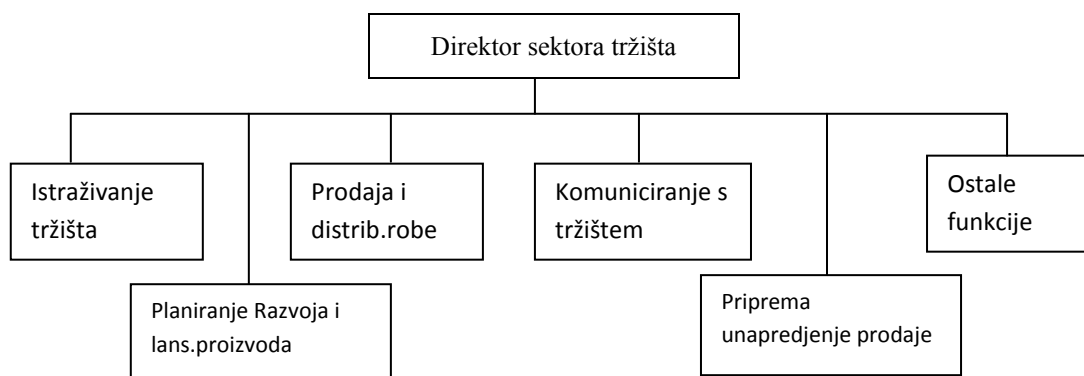 Direktor sektora tržišta
Istraživanje
tržišta
Prodaja i
distrib.robe
Komuniciranje s
tržištem
Ostale
funkcije
Planiranje Razvoja i
lans.proizvoda
Priprema
unapredjenje prodaje